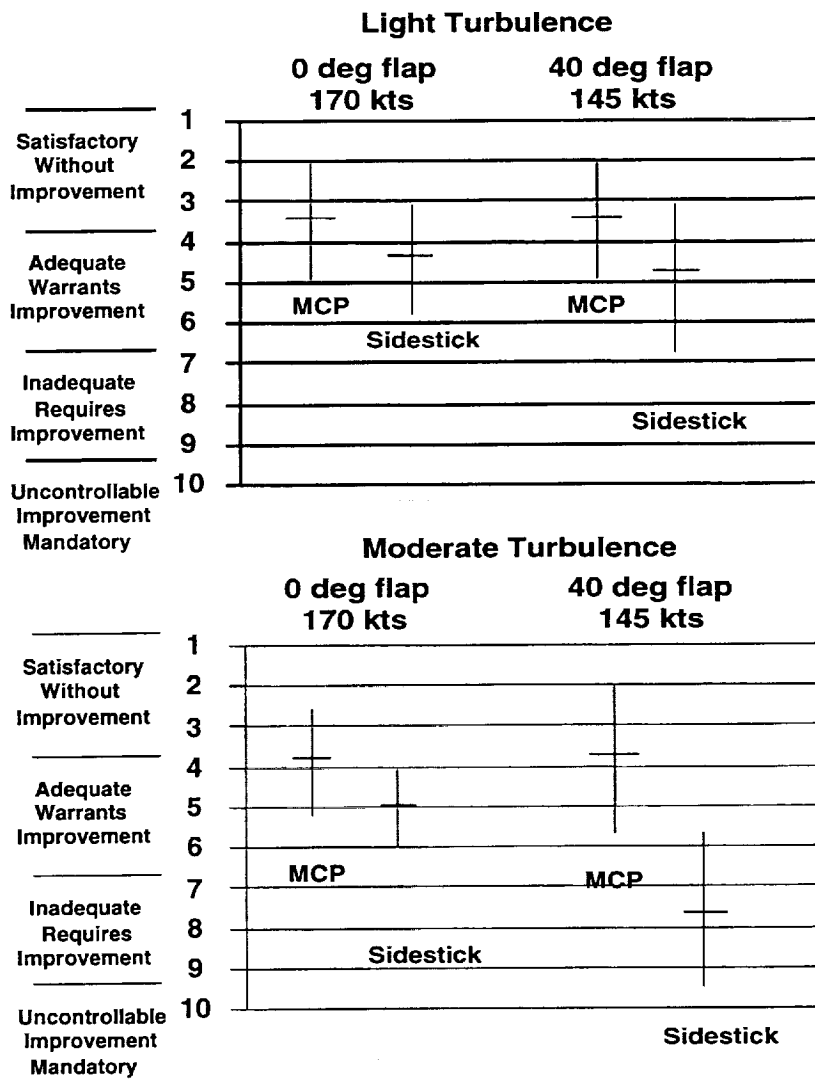 Light Turbulence
0 deg flap 40 deg flap
170 kts 145 kts
Satisfactory
Without
Improvement
Adequate
Warrants
Improvement
Inadequate
Requires
Improvement
Uncontrollable
Improvement
Mandatory
1
2
3
4
5
6
7
8
9
10
MCP MCP
Sidestick
Sidestick
Moderate Turbulence
0 deg flap 40 deg flap
170 kts 145 kts
Satisfactory
Without
Improvement
Adequate
Warrants
Improvement
Inadequate
Requires
Improvement
Uncontrollable
Improvement
Mandatory
1
2
3
4
5
6
7
8
9
10
MCP MCP
Sidestick
Sidestick